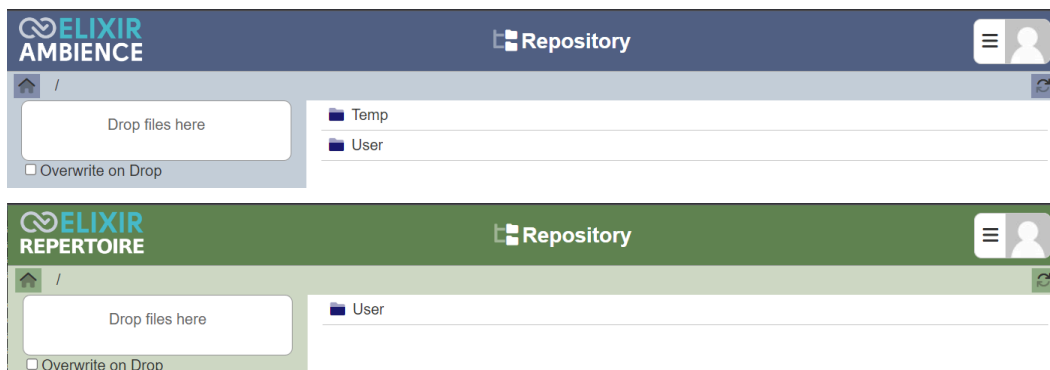 ELIXIR
AMBIENCE
Repository
/
Drop files here
Overwrite on Drop
Temp
User
ELIXIR
REPERTOIRE
Repository
/
Drop files here
Overwrite on Drop
User